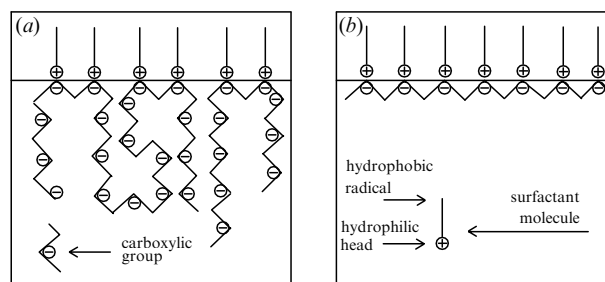 (a)
carboxylic
group
(b)
hydrophobic
radical
hydrophilic
head
surfactant
molecule